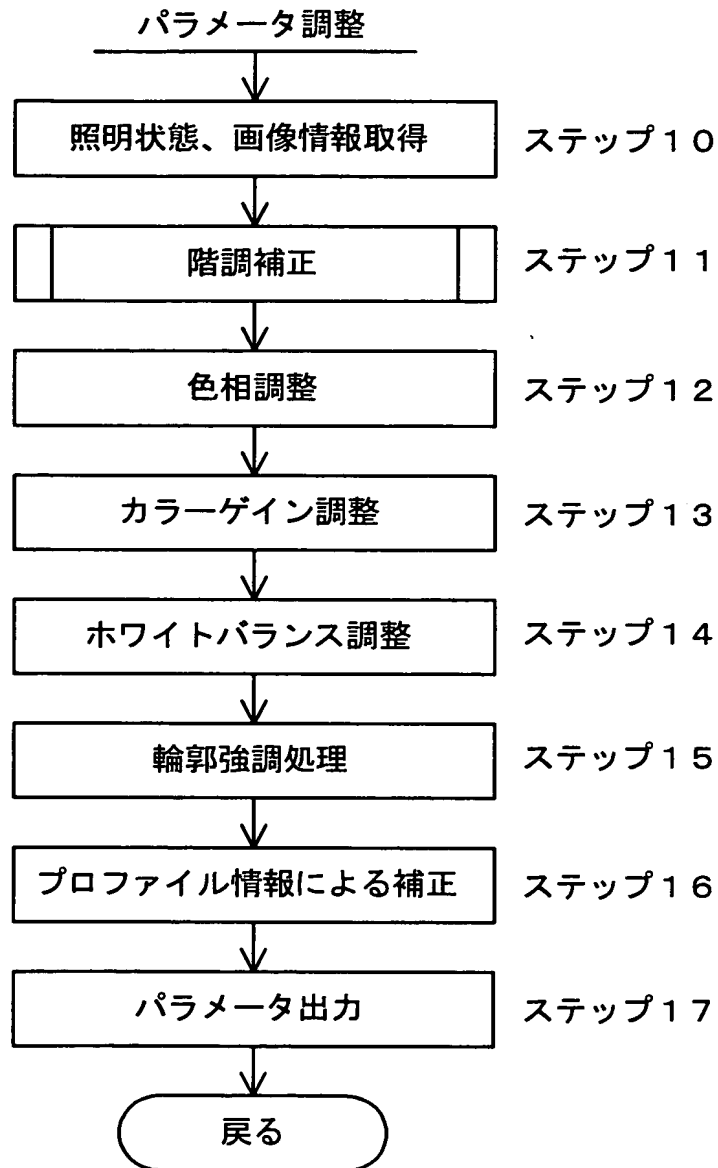 パラメータ調整
照明状態、画像情報取得 ステップ10
階調補正 ステップ11
色相調整 ステップ12
カラーゲイン調整 ステップ13
ホワイトバランス調整 ステップ14
輪郭強調処理 ステップ15
プロファイル情報による補正 ステップ16
パラメータ出力 ステップ17
戻る